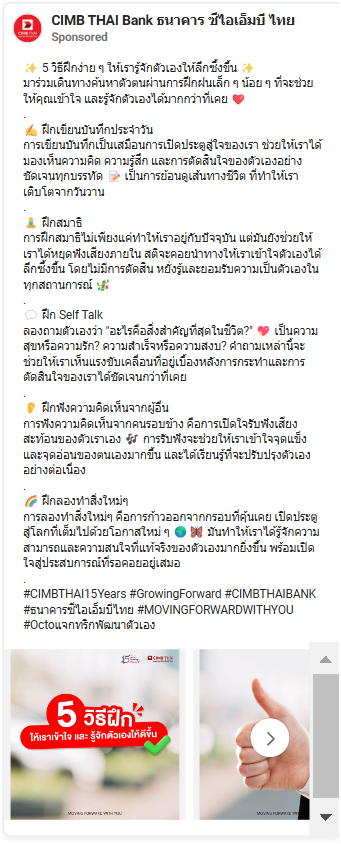 CIMB THAI Bank ธนาคาร ซีไอเอ็มบี ไทย
Sponsored
✨ 5 วิธีฝึกง่าย ๆ ให้เรารู้จักตัวเองให้ลึกซึ้งขึ้น ✨
มาร่วมเดินทางค้นหาตัวตนผ่านการฝึกฝนเล็ก ๆ น้อย ๆ ที่จะช่วย
ให้คุณเข้าใจ และรู้จักตัวเองได้มากกว่าที่เคย ❤️
.
✍️ ฝึกเขียนบันทึกประจำวัน
การเขียนบันทึกเป็นเสมือนการเปิดประตูสู่ใจของเรา ช่วยให้เราได้
มองเห็นความคิด ความรู้สึก และการตัดสินใจของตัวเองอย่าง
ชัดเจนทุกบรรทัด 📝 เป็นการย้อนดูเส้นทางชีวิต ที่ทำให้เรา
เติบโตจากวันวาน
.
🧘 ฝึกสมาธิ
การฝึกสมาธิไม่เพียงแค่ทำให้เราอยู่กับปัจจุบัน แต่มันยังช่วยให้
เราได้หยุดฟังเสียงภายใน สติจะคอยนำทางให้เราเข้าใจตัวเองได้
ลึกซึ้งขึ้น โดยไม่มีการตัดสิน หยั่งรู้และยอมรับความเป็นตัวเองใน
ทุกสถานการณ์
.
💬 ฝึก Self Talk
ลองถามตัวเองว่า "อะไรคือสิ่งสำคัญที่สุดในชีวิต?" 💖 เป็นความ
สุขหรือความรัก? ความสำเร็จหรือความสงบ? คำถามเหล่านี้จะ
ช่วยให้เราเห็นแรงขับเคลื่อนที่อยู่เบื้องหลังการกระทำและการ
ตัดสินใจของเราได้ชัดเจนกว่าที่เคย
.
👂 ฝึกฟังความคิดเห็นจากผู้อื่น
การฟังความคิดเห็นจากคนรอบข้าง คือการเปิดใจรับฟังเสียง
สะท้อนของตัวเราเอง 🎶 การรับฟังจะช่วยให้เราเข้าใจจุดแข็ง
และจุดอ่อนของตนเองมากขึ้น และได้เรียนรู้ที่จะปรับปรุงตัวเอง
อย่างต่อเนื่อง
.
🌈 ฝึกลองทำสิ่งใหม่ๆ
การลองทำสิ่งใหม่ๆ คือการก้าวออกจากกรอบที่คุ้นเคย เปิดประตู
สู่โลกที่เต็มไปด้วยโอกาสใหม่ ๆ 🌍 🦋 มันทำให้เราได้รู้จักความ
สามารถและความสนใจที่แท้จริงของตัวเองมากยิ่งขึ้น พร้อมเปิด
ใจสู่ประสบการณ์ที่รอคอยอยู่เสมอ
.
#CIMBTHAI15Years #GrowingForward #CIMBTHAIBANK
#ธนาคารซีไอเอ็มบีไทย #MOVINGFORWARDWITHYOU
#Octoแจกทริกพัฒนาตัวเอง
CIMB THAI
5 วิธีฝึก
ให้เราเข้าใจ และ รู้จักตัวเองให้ดีขึ้น
MOVING FORWARD WITH YOU
MOVING FORWARD